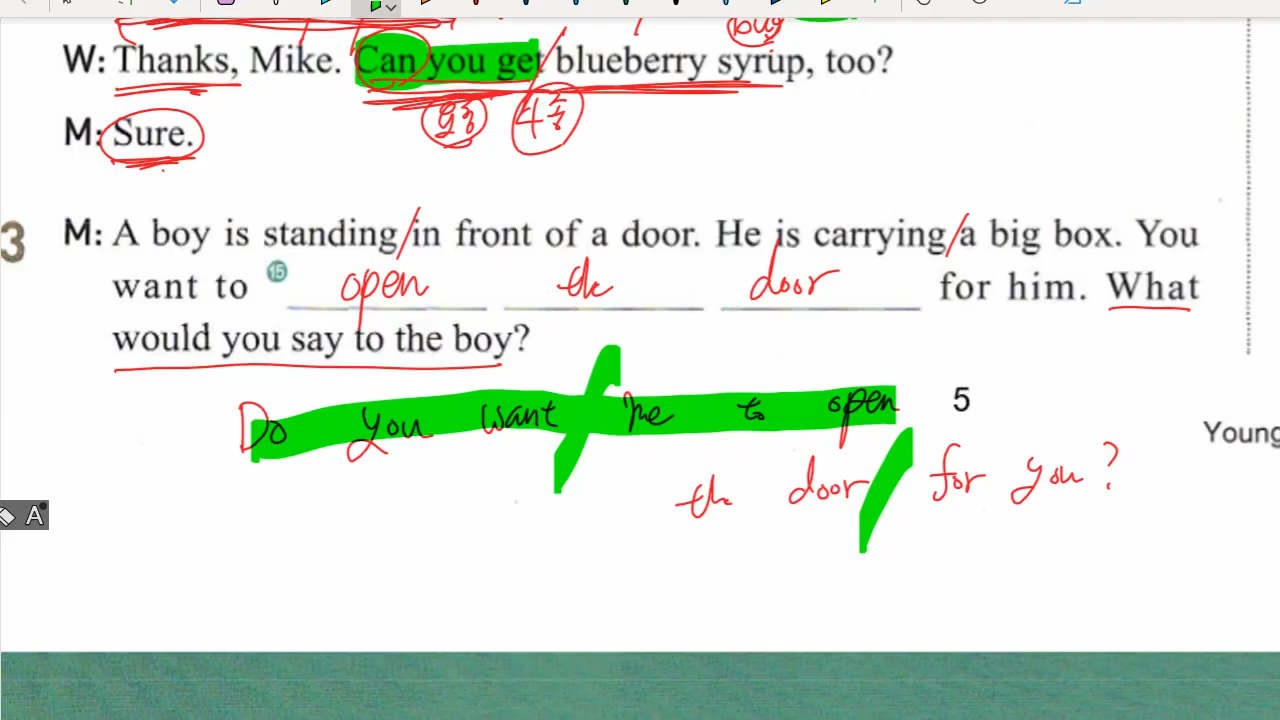 buy
W: Thanks, Mike. Can you get blueberry syrup, too?
M: Sure.
3 M: A boy is standing/in front of a door. He is carrying/a big box. You
want to ⑮ open the door for him. What
would you say to the boy?
Do you want me to open 5
Young
the door for you?
A